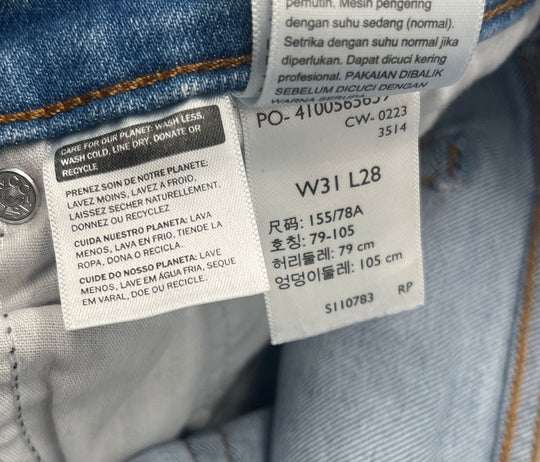 pemutih. Mesin pengering
dengan suhu sedang (normal).
Setrika dengan suhu normal jika
diperlukan. Dapat dicuci kering
profesional. PAKAIAN DIBALIK
SEBELUM DICUCI DENGAN
WARNA SERUPA
CARE FOR OUR PLANET: WASH LESS,
WASH COLD, LINE DRY, DONATE OR
RECYCLE
PRENEZ SOIN DE NOTRE PLANETE:
LAVEZ MOINS, LAVEZ A FROID,
LAISSEZ SECHER NATURELLEMENT,
DONNEZ OU RECYCLEZ
CUIDA NUESTRO PLANETA: LAVA
MENOS, LAVA EN FRIO, TIENDE LA
ROPA, DONA O RECICLA.
CUIDE DO NOSSO PLANETA: LAVE
MENOS, LAVE EM ÁGUA FRIA, SEQUE
EM VARAL, DOE OU RECICLE.
PO- 4100565659
CW- 0223
3514
W31 L28
尺码: 155/78A
호칭: 79-105
허리둘레: 79 cm
엉덩이둘레: 105 cm
S110783 RP